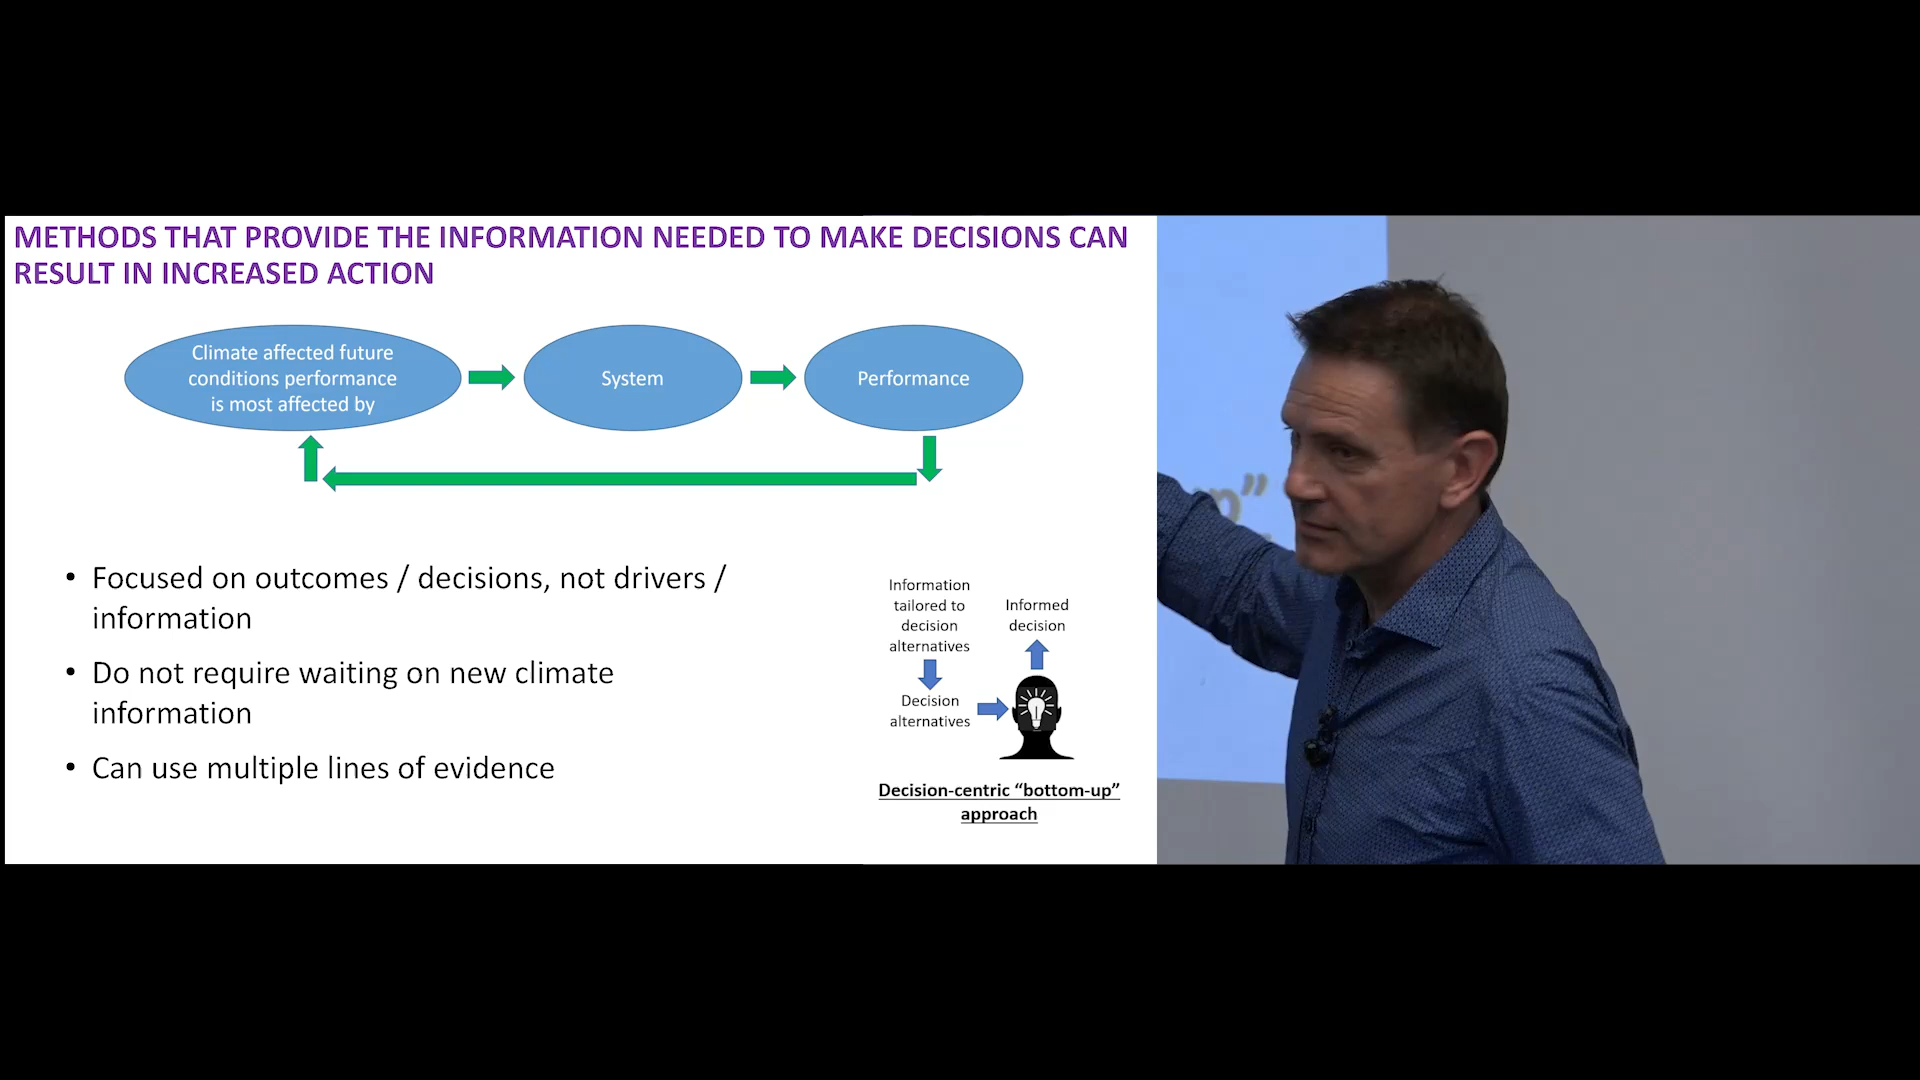 METHODS THAT PROVIDE THE INFORMATION NEEDED TO MAKE DECISIONS CAN
RESULT IN INCREASED ACTION
Climate affected future
conditions performance
is most affected by
System
Performance
• Focused on outcomes / decisions, not drivers /
information
• Do not require waiting on new climate
information
• Can use multiple lines of evidence
Information
tailored to
decision
alternatives
Informed
decision
Decision
alternatives
Decision-centric “bottom-up”
approach